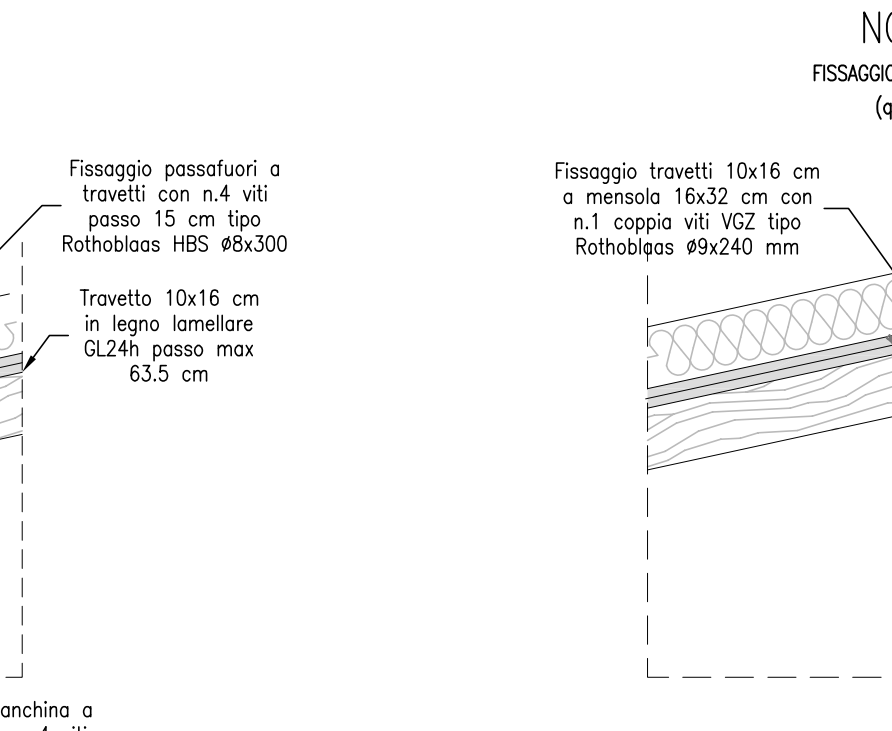 FISSAGGIO
Fissaggio passafuori a
travetti con n.4 viti
passo 15 cm tipo
Rothoblaas HBS ø8x300
Travetto 10x16 cm
in legno lamellare
GL24h passo max
63.5 cm
Fissaggio travetti 10x16 cm
a mensola 16x32 cm con
n.1 coppia viti VGZ tipo
Rothoblaas ø9x240 mm
anchina a